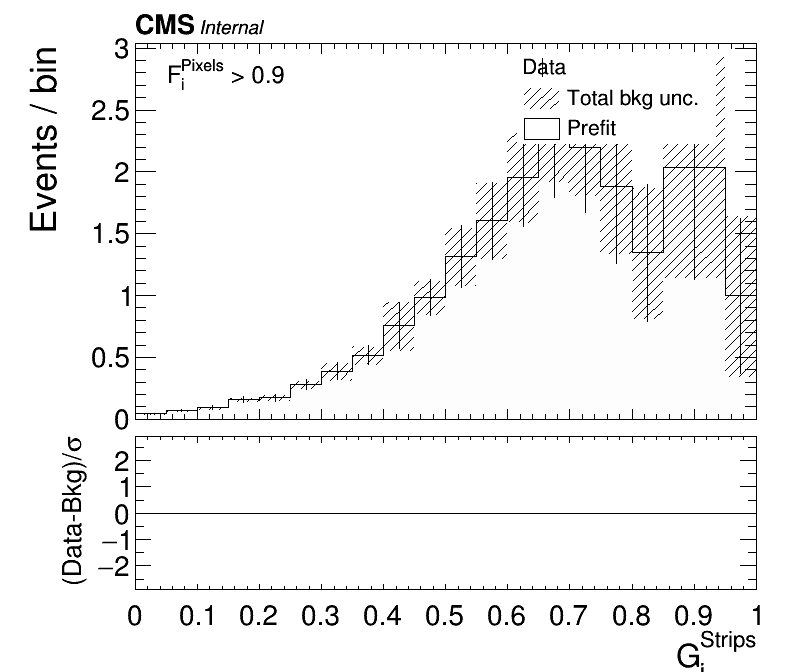 CMS Internal
Events / bin
3
2.5
2
1.5
1
0.5
0
F_i^Pixels > 0.9
Data
Total bkg unc.
Prefit
(Data-Bkg)/σ
2
1
0
−1
−2
0 0.1 0.2 0.3 0.4 0.5 0.6 0.7 0.8 0.9 1
G_i^Strips